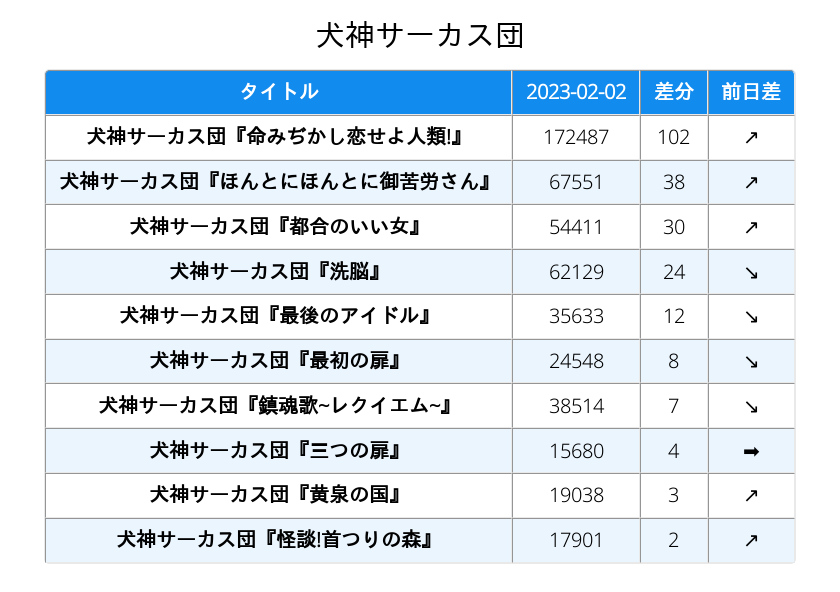 犬神サーカス団
タイトル 2023-02-02 差分 前日差
犬神サーカス団『命みぢかし恋せよ人類!』 172487 102 ↗
犬神サーカス団『ほんとにほんとに御苦労さん』 67551 38 ↗
犬神サーカス団『都合のいい女』 54411 30 ↗
犬神サーカス団『洗脳』 62129 24 ↘
犬神サーカス団『最後のアイドル』 35633 12 ↘
犬神サーカス団『最初の扉』 24548 8 ↘
犬神サーカス団『鎮魂歌~レクイエム~』 38514 7 ↘
犬神サーカス団『三つの扉』 15680 4 ➡
犬神サーカス団『黄泉の国』 19038 3 ↗
犬神サーカス団『怪談!首つりの森』 17901 2 ↗